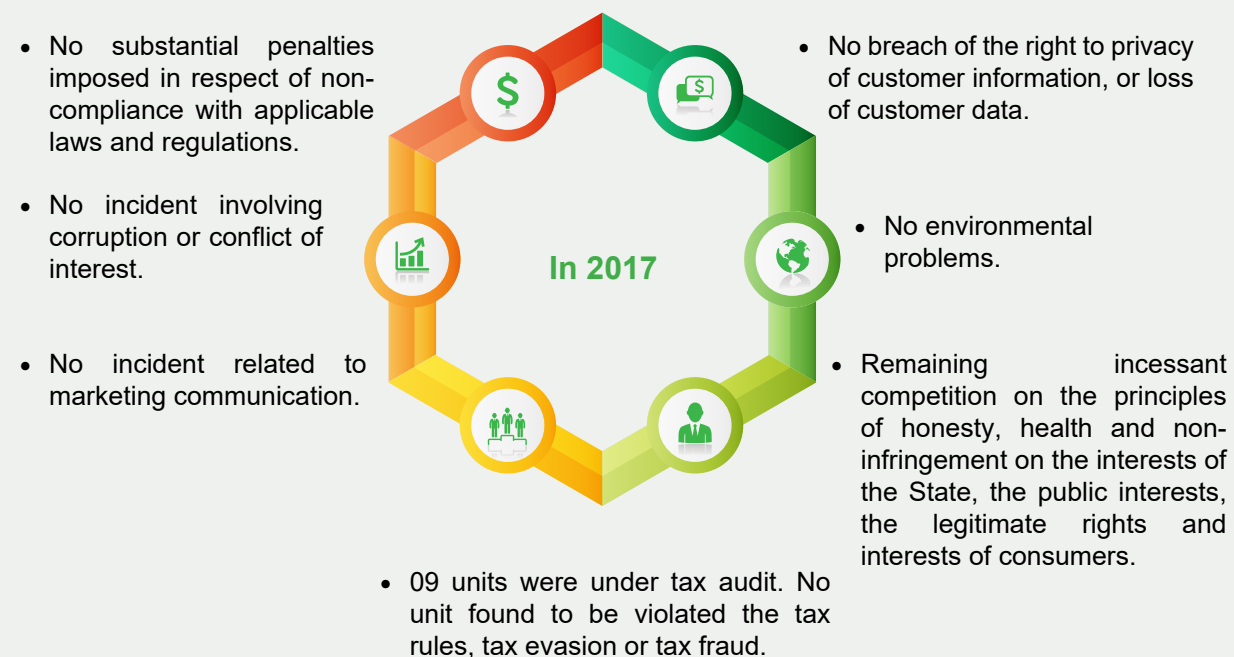 • No substantial penalties
imposed in respect of non-
compliance with applicable
laws and regulations.
• No incident involving
corruption or conflict of
interest.
• No incident related to
marketing communication.
In 2017
• No breach of the right to privacy
of customer information, or loss
of customer data.
• No environmental
problems.
• Remaining incessant
competition on the principles
of honesty, health and non-
infringement on the interests of
the State, the public interests,
the legitimate rights and
interests of consumers.
• 09 units were under tax audit. No
unit found to be violated the tax
rules, tax evasion or tax fraud.